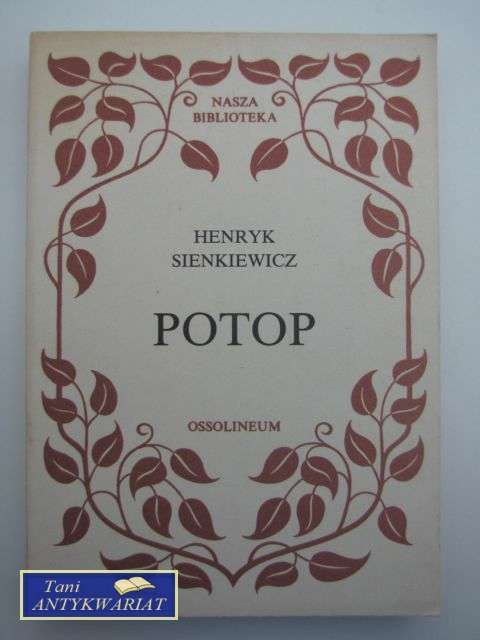 NASZA
BIBLIOTEKA
HENRYK
SIENKIEWICZ
POTOP
OSSOLINEUM
Tani
ANTYKWARIAT